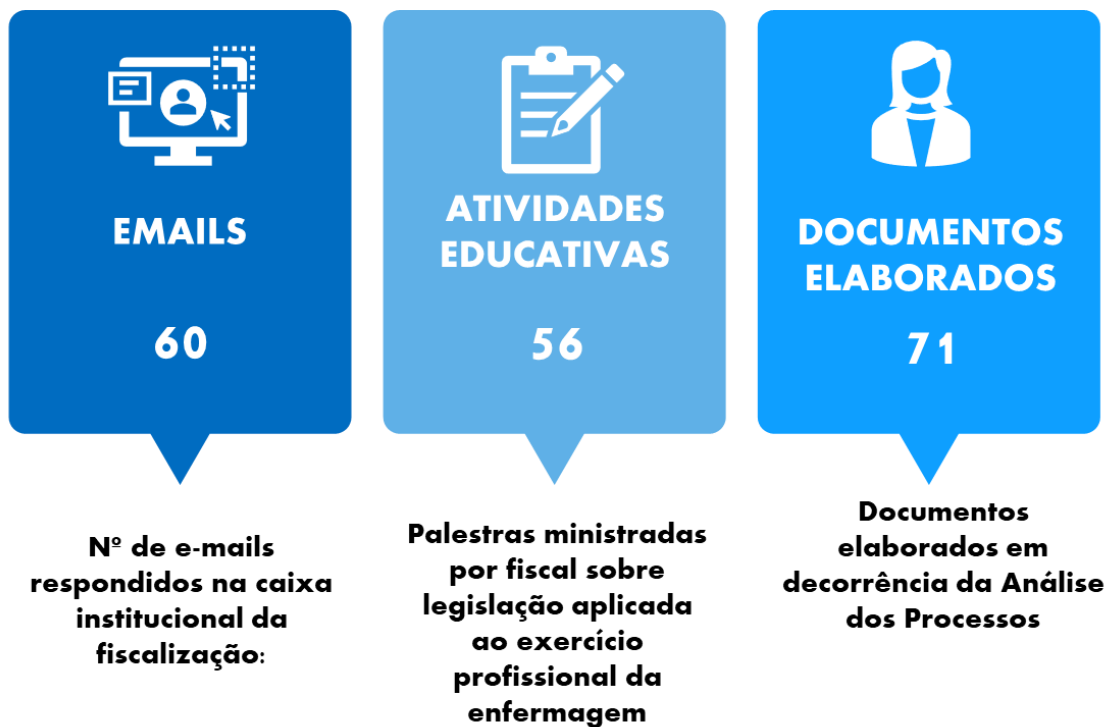 EMAILS
60
Nº de e-mails
respondidos na caixa
institucional da
fiscalização:
ATIVIDADES
EDUCATIVAS
56
Palestras ministradas
por fiscal sobre
legislação aplicada
ao exercício
profissional da
enfermagem
DOCUMENTOS
ELABORADOS
71
Documentos
elaborados em
decorrência da Análise
dos Processos